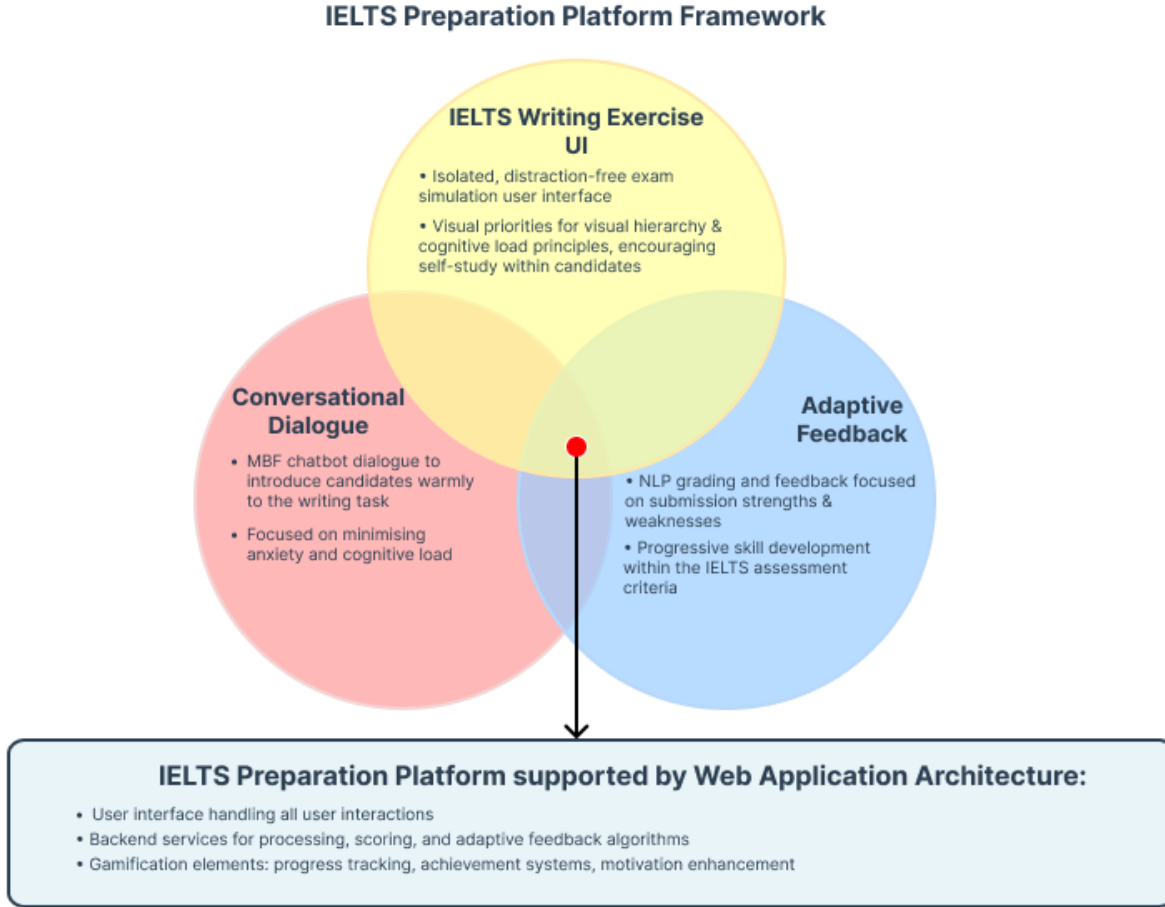 IELTS Preparation Platform Framework
IELTS Writing Exercise
UI
• Isolated, distraction-free exam
simulation user interface
• Visual priorities for visual hierarchy &
cognitive load principles, encouraging
self-study within candidates
Conversational
Dialogue
• MBF chatbot dialogue to
introduce candidates warmly
to the writing task
• Focused on minimising
anxiety and cognitive load
Adaptive
Feedback
• NLP grading and feedback focused
on submission strengths &
weaknesses
• Progressive skill development
within the IELTS assessment
criteria
IELTS Preparation Platform supported by Web Application Architecture:
• User interface handling all user interactions
• Backend services for processing, scoring, and adaptive feedback algorithms
• Gamification elements: progress tracking, achievement systems, motivation enhancement